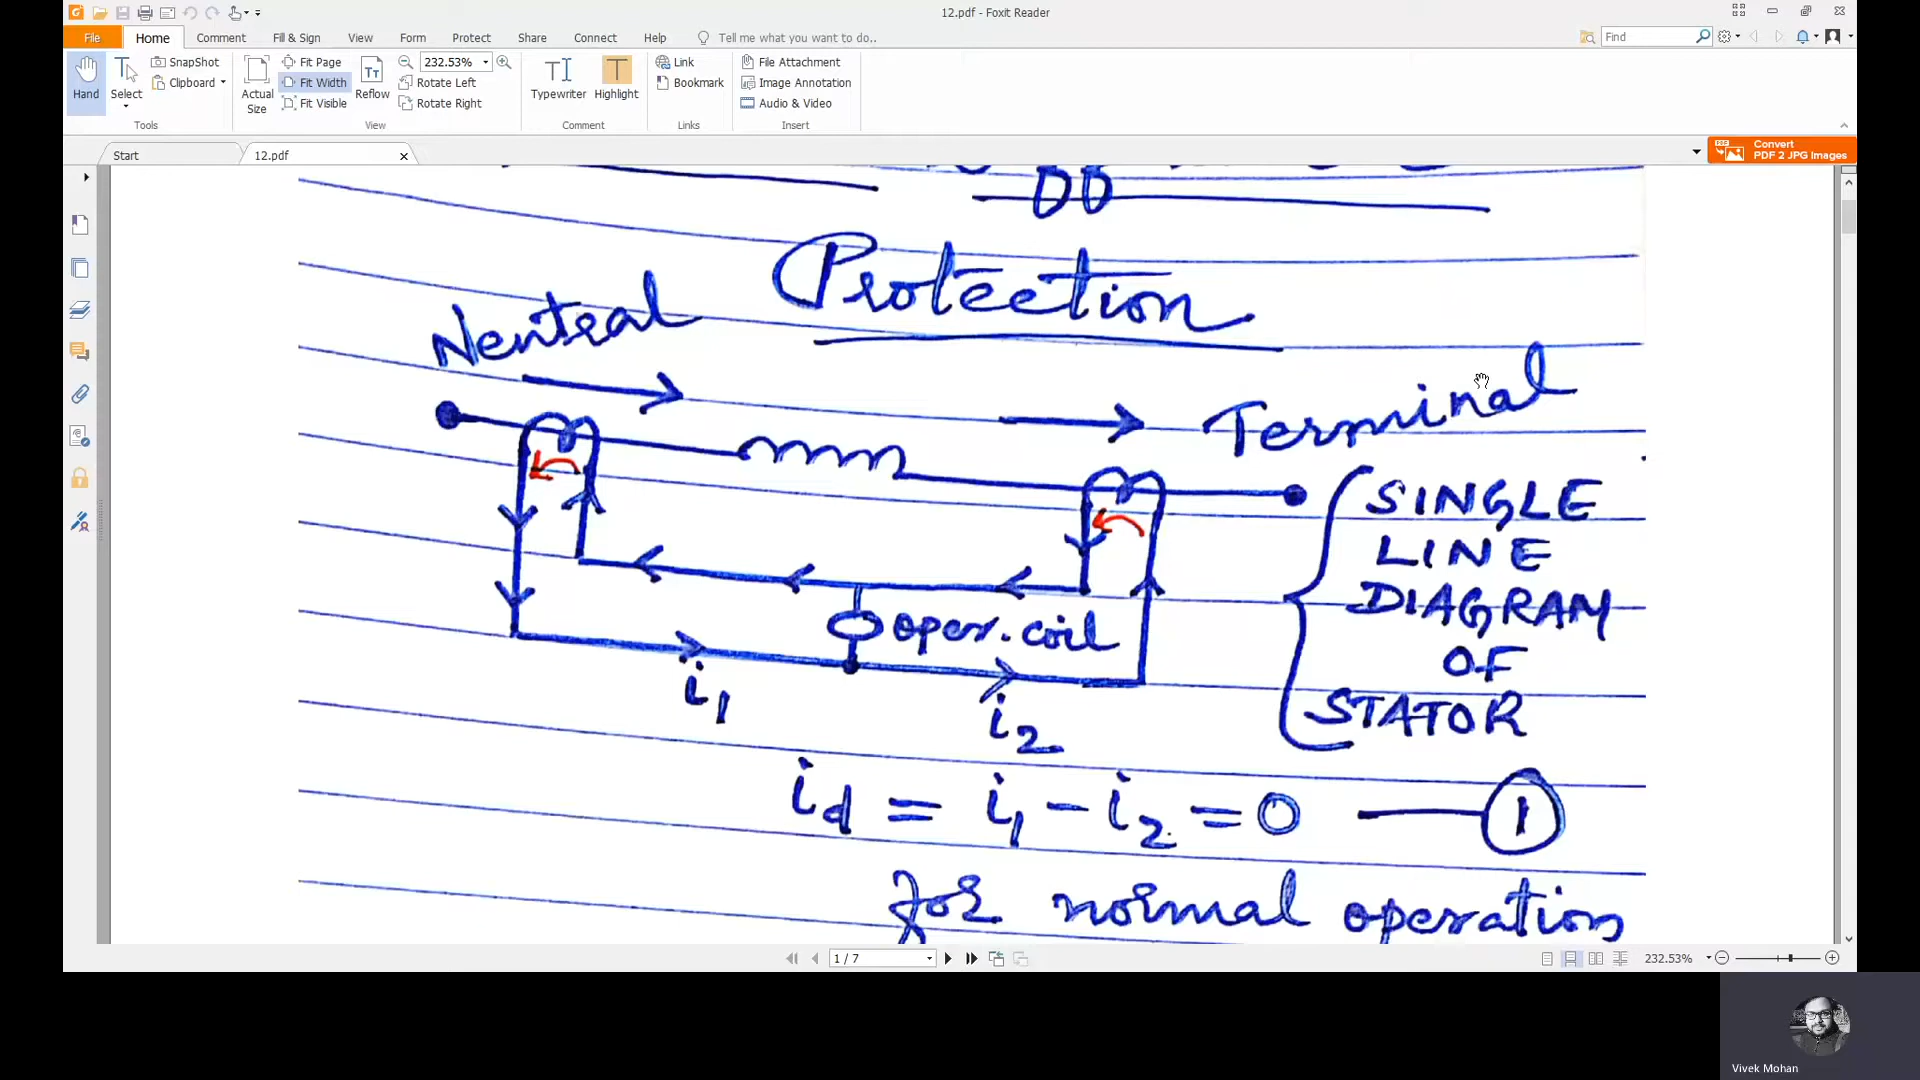 12.pdf - Foxit Reader
File Home Comment Fill & Sign View Form Protect Share Connect Help Tell me what you want to do.. Find
Hand Select SnapShot Clipboard Actual Size Fit Page Fit Width Fit Visible Reflow 232.53% Rotate Left Rotate Right Typewriter Highlight Link Bookmark File Attachment Image Annotation Audio & Video
Tools View Comment Links Insert
Start 12.pdf Convert
PDF 2 JPG Images
Protection
Neutral
Terminal
SINGLE
LINE
DIAGRAM
OF
STATOR
oper. coil
i1
i2
id = i1 - i2 = 0 1
for normal operation
1 / 7 232.53%
Vivek Mohan